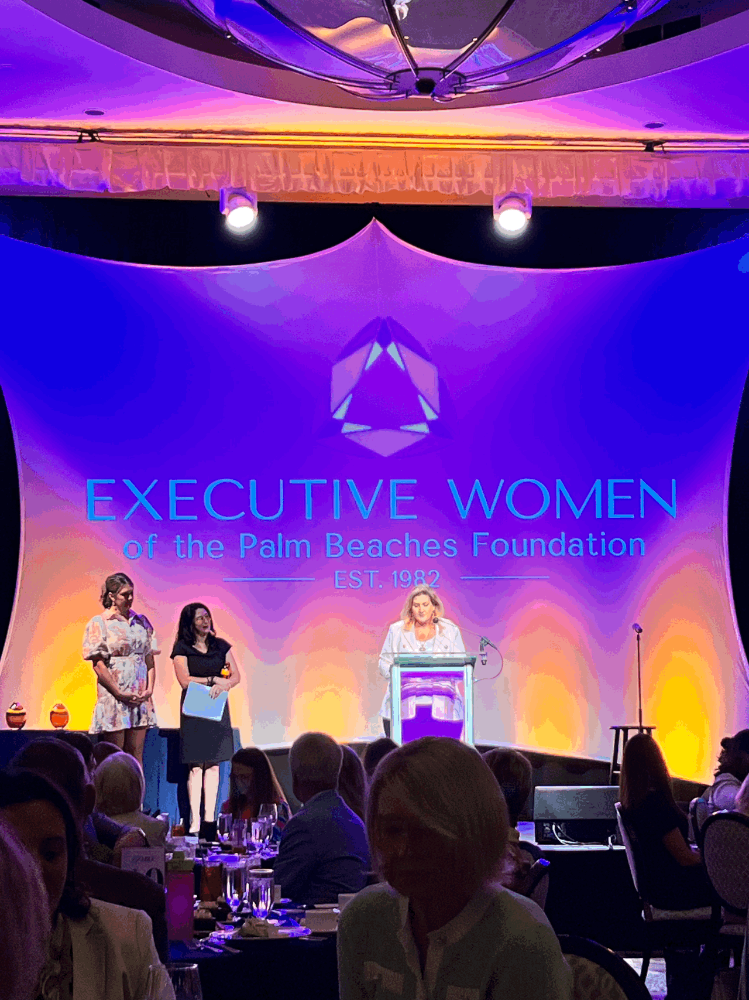 EXECUTIVE WOMEN
of the Palm Beaches Foundation
EST. 1982